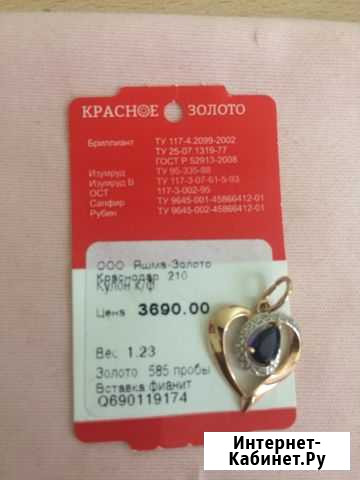 КРАСНОЕ ЗОЛОТО
Бриллиант ТУ 117-4.2099-2002
ТУ 25-07.1319-77
ГОСТ Р 52913-2008
Изумруд ТУ 95-335-88
Изумруд В ТУ 117-3-07-61-5-93
ОСТ 117-3-002-95
Сапфир ТУ 9645-001-45866412-01
Рубин ТУ 9645-002-45866412-01
ООО Яшма-Золото
Краснодар 210
Кулон к/ф
Цена 3690.00
Вес 1.23
Золото 585 пробы
Вставка:фианит
Q690119174
Интернет-
Кабинет.Ру